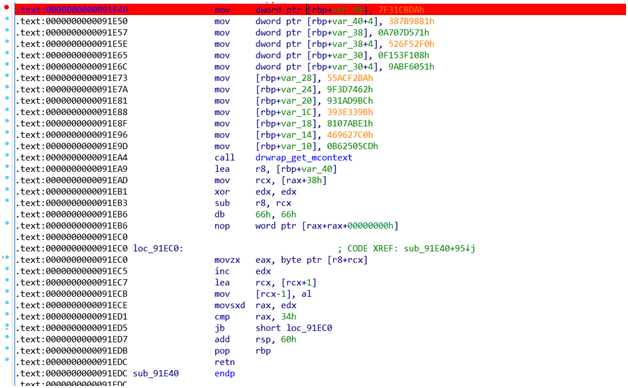 .text:0000000000091E49 mov dword ptr [rbp+var_40], 7F31CBDAh
.text:0000000000091E50 mov dword ptr [rbp+var_40+4], 387B9881h
.text:0000000000091E57 mov dword ptr [rbp+var_38], 0A707D571h
.text:0000000000091E5E mov dword ptr [rbp+var_38+4], 526F52F0h
.text:0000000000091E65 mov dword ptr [rbp+var_30], 0F153F108h
.text:0000000000091E6C mov dword ptr [rbp+var_30+4], 9ABF6051h
.text:0000000000091E73 mov [rbp+var_28], 55ACF2BAh
.text:0000000000091E7A mov [rbp+var_24], 9F3D7462h
.text:0000000000091E81 mov [rbp+var_20], 931AD9BCh
.text:0000000000091E88 mov [rbp+var_1C], 393E339Bh
.text:0000000000091E8F mov [rbp+var_18], 8107ABE1h
.text:0000000000091E96 mov [rbp+var_14], 469627C0h
.text:0000000000091E9D mov [rbp+var_10], 0B62505CDh
.text:0000000000091EA4 call drwrap_get_mcontext
.text:0000000000091EA9 lea r8, [rbp+var_40]
.text:0000000000091EAD mov rcx, [rax+38h]
.text:0000000000091EB1 xor edx, edx
.text:0000000000091EB3 sub r8, rcx
.text:0000000000091EB6 db 66h, 66h
.text:0000000000091EB6 nop word ptr [rax+rax+00000000h]
.text:0000000000091EC0
.text:0000000000091EC0 loc_91EC0: ; CODE XREF: sub_91E40+95↓j
.text:0000000000091EC0 movzx eax, byte ptr [r8+rcx]
.text:0000000000091EC5 inc edx
.text:0000000000091EC7 lea rcx, [rcx+1]
.text:0000000000091ECB mov [rcx-1], al
.text:0000000000091ECE movsxd rax, edx
.text:0000000000091ED1 cmp rax, 34h
.text:0000000000091ED5 jb short loc_91EC0
.text:0000000000091ED7 add rsp, 60h
.text:0000000000091EDB pop rbp
.text:0000000000091EDC retn
.text:0000000000091EDC sub_91E40 endp
.text:0000000000091EDC